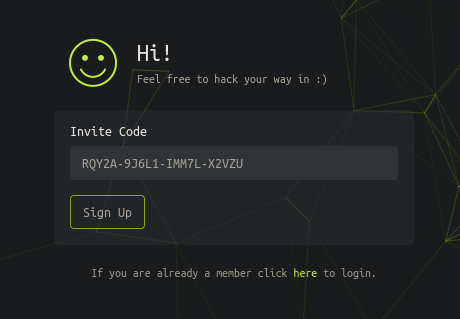 Hi!
Feel free to hack your way in :)
Invite Code
RQY2A-9J6L1-IMM7L-X2VZU
Sign Up
If you are already a member click here to login.